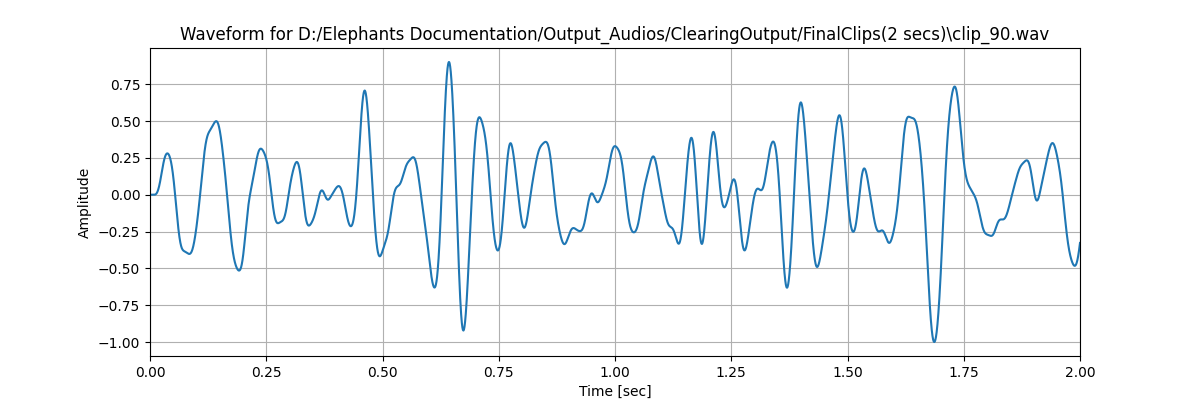 Waveform for D:/Elephants Documentation/Output_Audios/ClearingOutput/FinalClips(2 secs)\clip_90.wav
Amplitude
0.75
0.50
0.25
0.00
−0.25
−0.50
−0.75
−1.00
0.00 0.25 0.50 0.75 1.00 1.25 1.50 1.75 2.00
Time [sec]